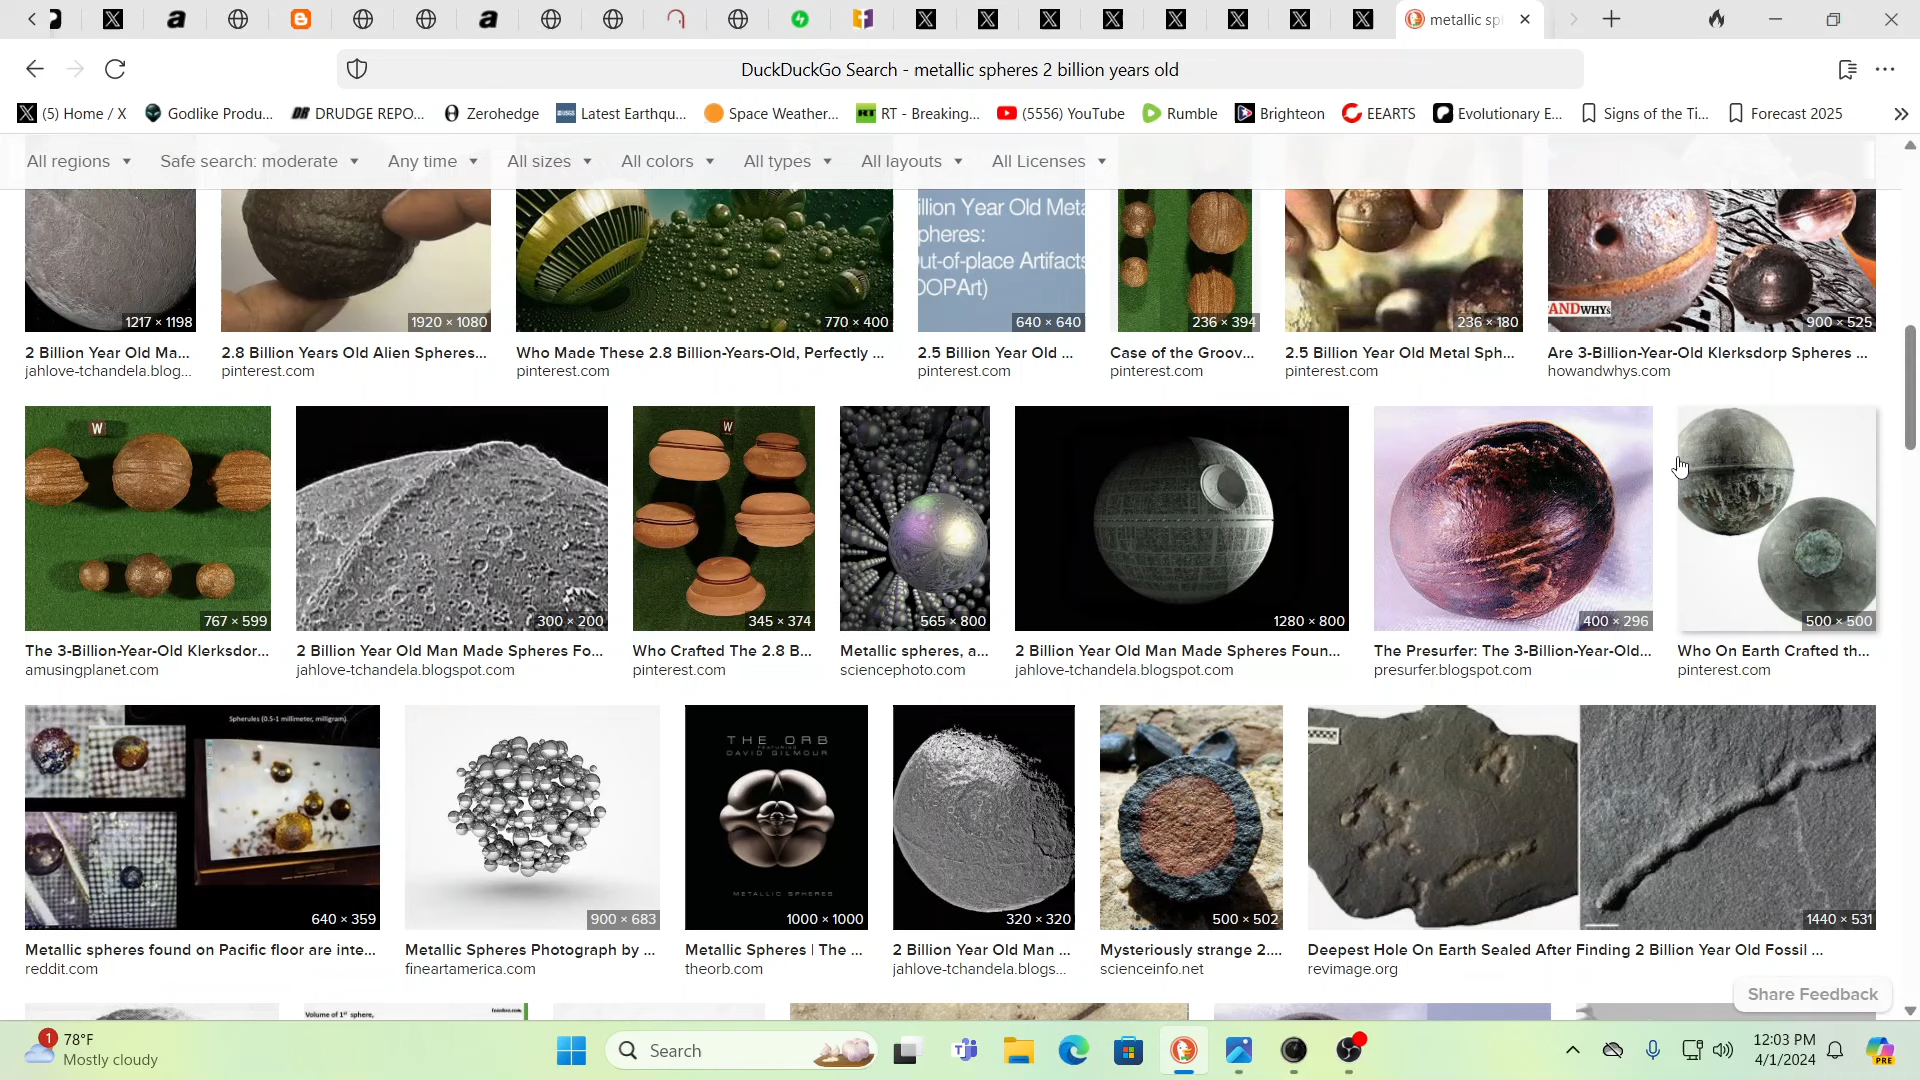 metallic sp
DuckDuckGo Search - metallic spheres 2 billion years old
(5) Home / X
Godlike Produ...
DRUDGE REPO...
Zerohedge
Latest Earthqu...
Space Weather...
RT - Breaking...
(5556) YouTube
Rumble
Brighteon
EEARTS
Evolutionary E...
Signs of the Ti...
Forecast 2025
All regions
Safe search: moderate
Any time
All sizes
All colors
All types
All layouts
All Licenses
1217 × 1198
1920 × 1080
770 × 400
illion Year Old Meta
pheres:
ut-of-place Artifacts
OOPArt)
640 × 640
236 × 394
236 × 180
ANDWHYs
900 × 525
2 Billion Year Old Ma...
jahlove-tchandela.blog...
2.8 Billion Years Old Alien Spheres...
pinterest.com
Who Made These 2.8 Billion-Years-Old, Perfectly ...
pinterest.com
2.5 Billion Year Old ...
pinterest.com
Case of the Groov...
pinterest.com
2.5 Billion Year Old Metal Sph...
pinterest.com
Are 3-Billion-Year-Old Klerksdorp Spheres ...
howandwhys.com
W
767 × 599
300 × 200
W
345 × 374
565 × 800
1280 × 800
400 × 296
500 × 500
The 3-Billion-Year-Old Klerksdor...
amusingplanet.com
2 Billion Year Old Man Made Spheres Fo...
jahlove-tchandela.blogspot.com
Who Crafted The 2.8 B...
pinterest.com
Metallic spheres, a...
sciencephoto.com
2 Billion Year Old Man Made Spheres Foun...
jahlove-tchandela.blogspot.com
The Presurfer: The 3-Billion-Year-Old...
presurfer.blogspot.com
Who On Earth Crafted th...
pinterest.com
Spherules (0.5-1 millimeter, milligram).
640 × 359
900 × 683
THE ORB
FEATURING
DAVID GILMOUR
METALLIC SPHERES
1000 × 1000
320 × 320
500 × 502
1440 × 531
Metallic spheres found on Pacific floor are inte...
reddit.com
Metallic Spheres Photograph by ...
fineartamerica.com
Metallic Spheres | The ...
theorb.com
2 Billion Year Old Man ...
jahlove-tchandela.blogs...
Mysteriously strange 2....
scienceinfo.net
Deepest Hole On Earth Sealed After Finding 2 Billion Year Old Fossil ...
revimage.org
Share Feedback
Volume of 1st sphere,
1
78°F
Mostly cloudy
Search
12:03 PM
4/1/2024
PRE